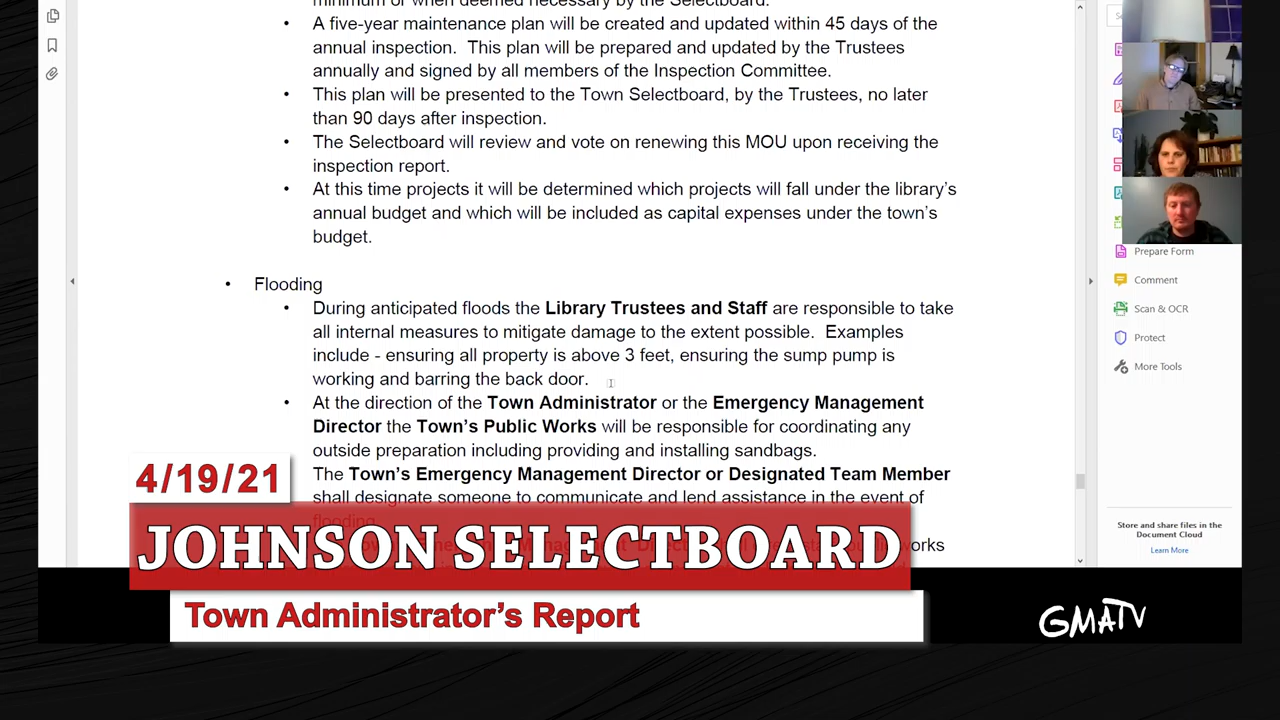 minimum or when deemed necessary by the Selectboard.
A five-year maintenance plan will be created and updated within 45 days of the
annual inspection. This plan will be prepared and updated by the Trustees
annually and signed by all members of the Inspection Committee.
This plan will be presented to the Town Selectboard, by the Trustees, no later
than 90 days after inspection.
The Selectboard will review and vote on renewing this MOU upon receiving the
inspection report.
At this time projects it will be determined which projects will fall under the library's
annual budget and which will be included as capital expenses under the town's
budget.
Flooding
During anticipated floods the Library Trustees and Staff are responsible to take
all internal measures to mitigate damage to the extent possible. Examples
include - ensuring all property is above 3 feet, ensuring the sump pump is
working and barring the back door.
At the direction of the Town Administrator or the Emergency Management
Director the Town's Public Works will be responsible for coordinating any
outside preparation including providing and installing sandbags.
The Town's Emergency Management Director or Designated Team Member
shall designate someone to communicate and lend assistance in the event of
flooding.
works
4/19/21
JOHNSON SELECTBOARD
Town Administrator's Report
GMATV
Prepare Form
Comment
Scan & OCR
Protect
More Tools
Store and share files in the
Document Cloud
Learn More